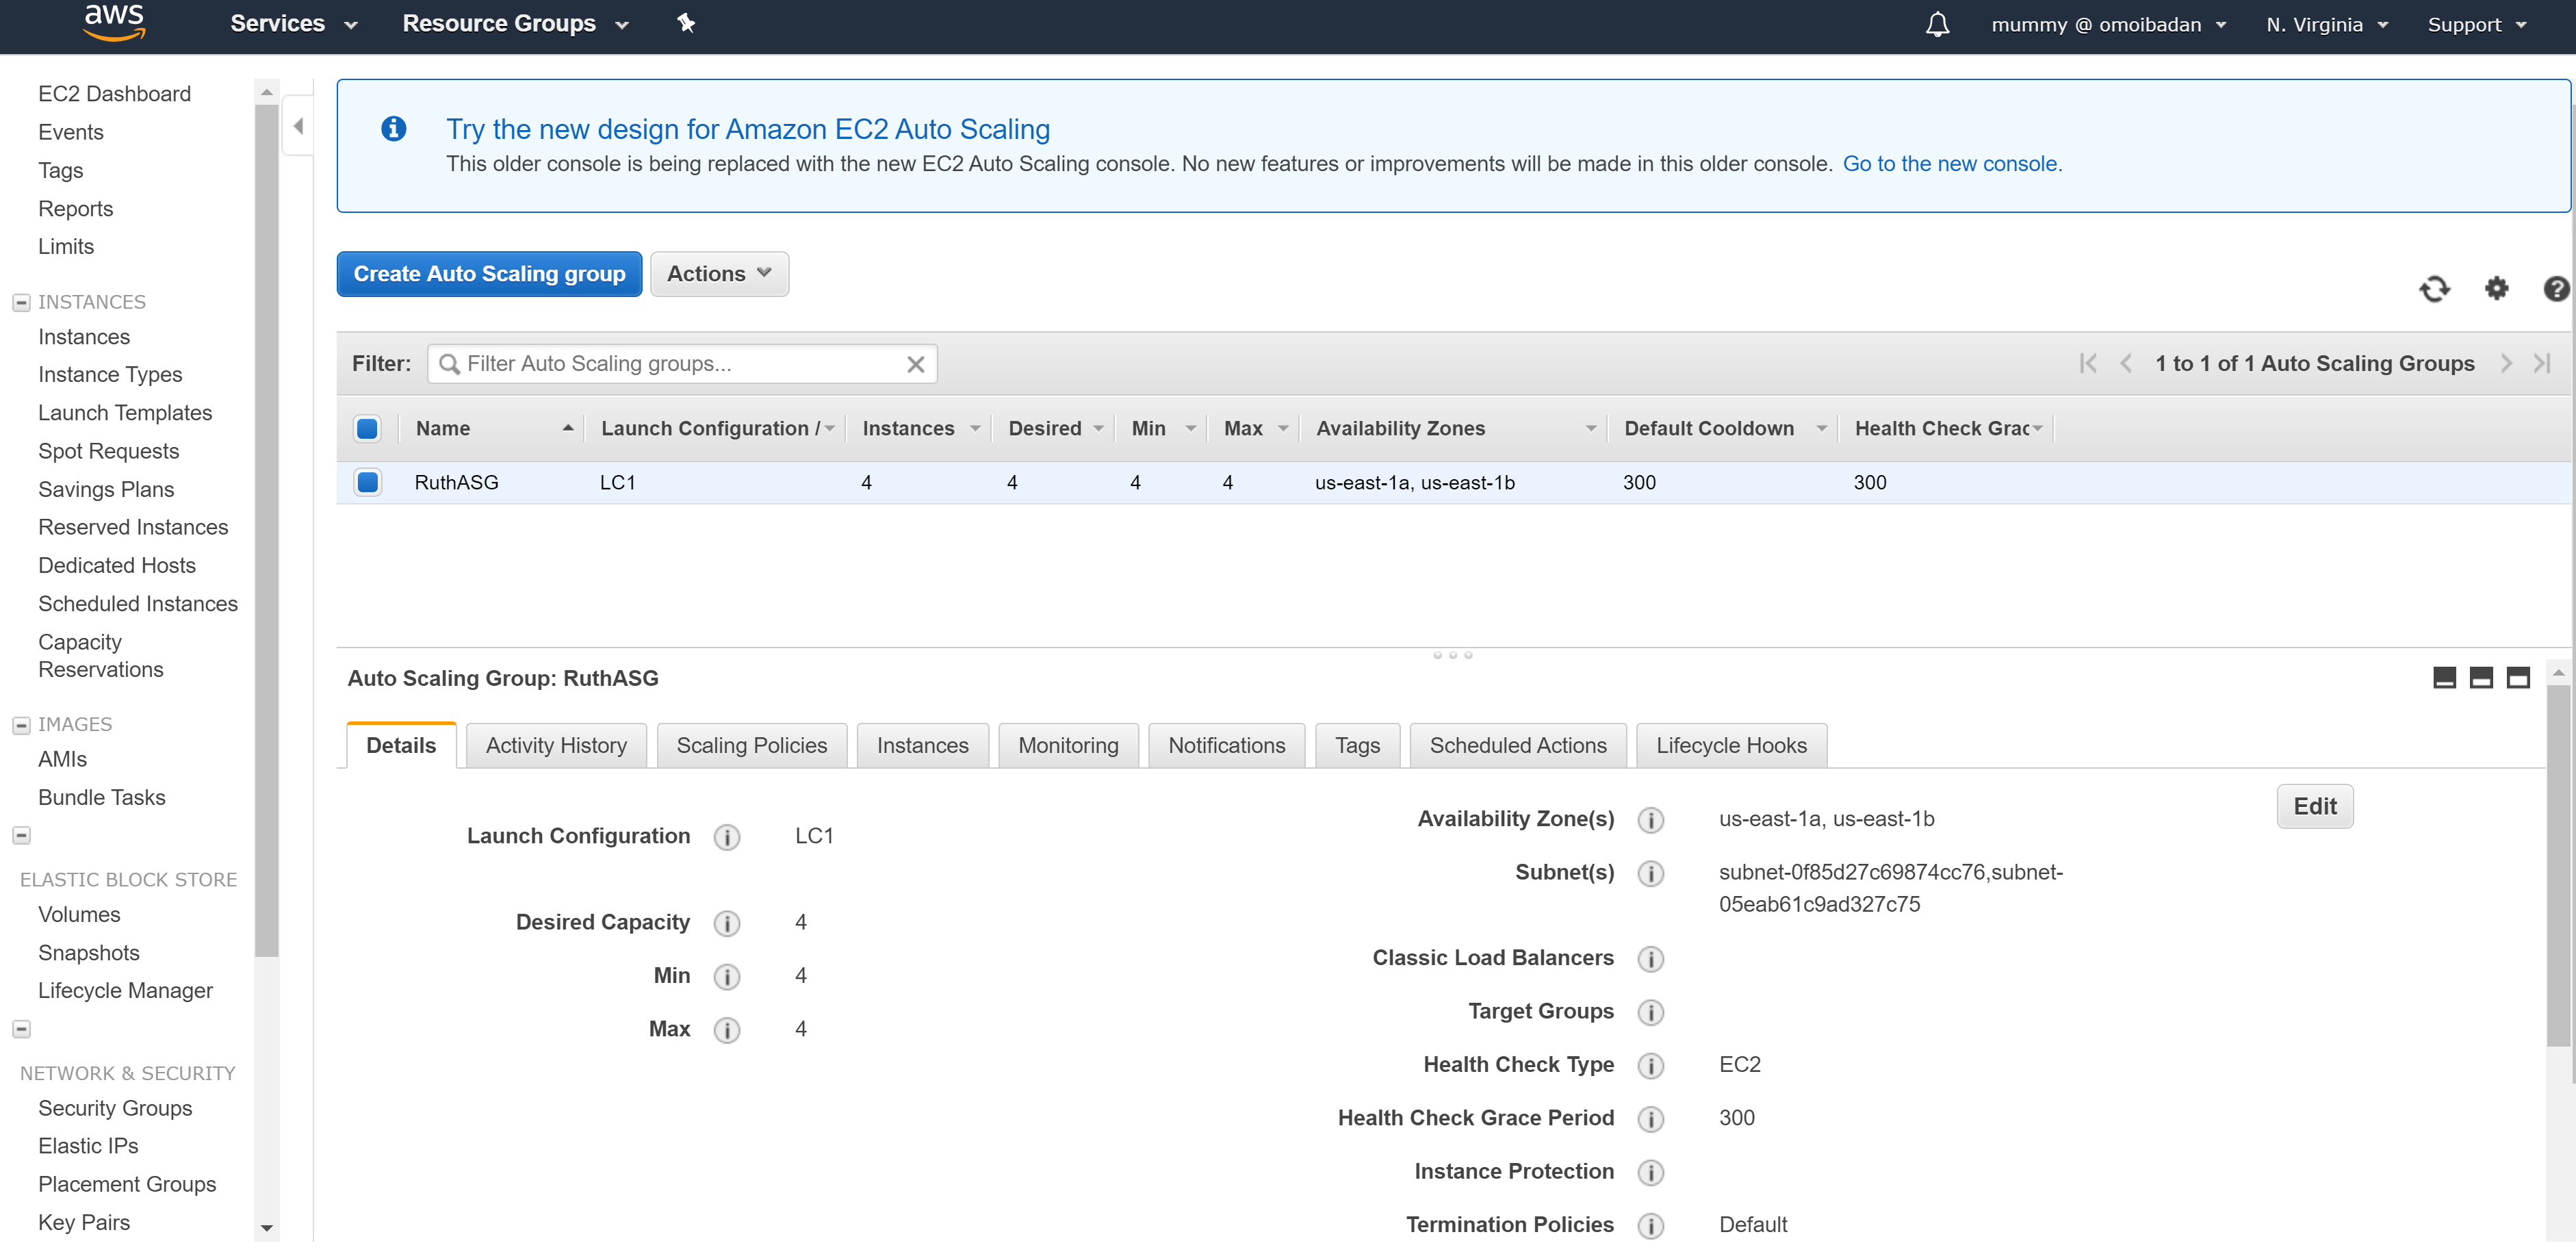 aws Services Resource Groups mummy @ omoibadan N. Virginia Support
EC2 Dashboard
Events
Tags
Reports
Limits
INSTANCES
Instances
Instance Types
Launch Templates
Spot Requests
Savings Plans
Reserved Instances
Dedicated Hosts
Scheduled Instances
Capacity
Reservations
IMAGES
AMIs
Bundle Tasks
ELASTIC BLOCK STORE
Volumes
Snapshots
Lifecycle Manager
NETWORK & SECURITY
Security Groups
Elastic IPs
Placement Groups
Key Pairs
Try the new design for Amazon EC2 Auto Scaling
This older console is being replaced with the new EC2 Auto Scaling console. No new features or improvements will be made in this older console. Go to the new console.
Create Auto Scaling group Actions
Filter: Filter Auto Scaling groups... 1 to 1 of 1 Auto Scaling Groups
Name Launch Configuration / Instances Desired Min Max Availability Zones Default Cooldown Health Check Grac
RuthASG LC1 4 4 4 4 us-east-1a, us-east-1b 300 300
Auto Scaling Group: RuthASG
Details Activity History Scaling Policies Instances Monitoring Notifications Tags Scheduled Actions Lifecycle Hooks
Edit
Launch Configuration LC1
Desired Capacity 4
Min 4
Max 4
Availability Zone(s) us-east-1a, us-east-1b
Subnet(s) subnet-0f85d27c69874cc76,subnet-
05eab61c9ad327c75
Classic Load Balancers
Target Groups
Health Check Type EC2
Health Check Grace Period 300
Instance Protection
Termination Policies Default